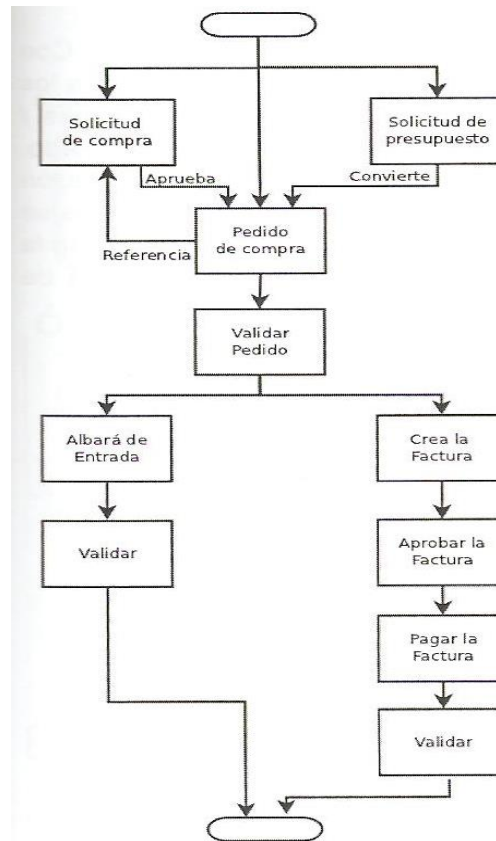 Solicitud
de compra
Solicitud de
presupuesto
Aprueba
Convierte
Pedido
de compra
Referencia
Validar
Pedido
Albará de
Entrada
Crea la
Factura
Validar
Aprobar la
Factura
Pagar la
Factura
Validar